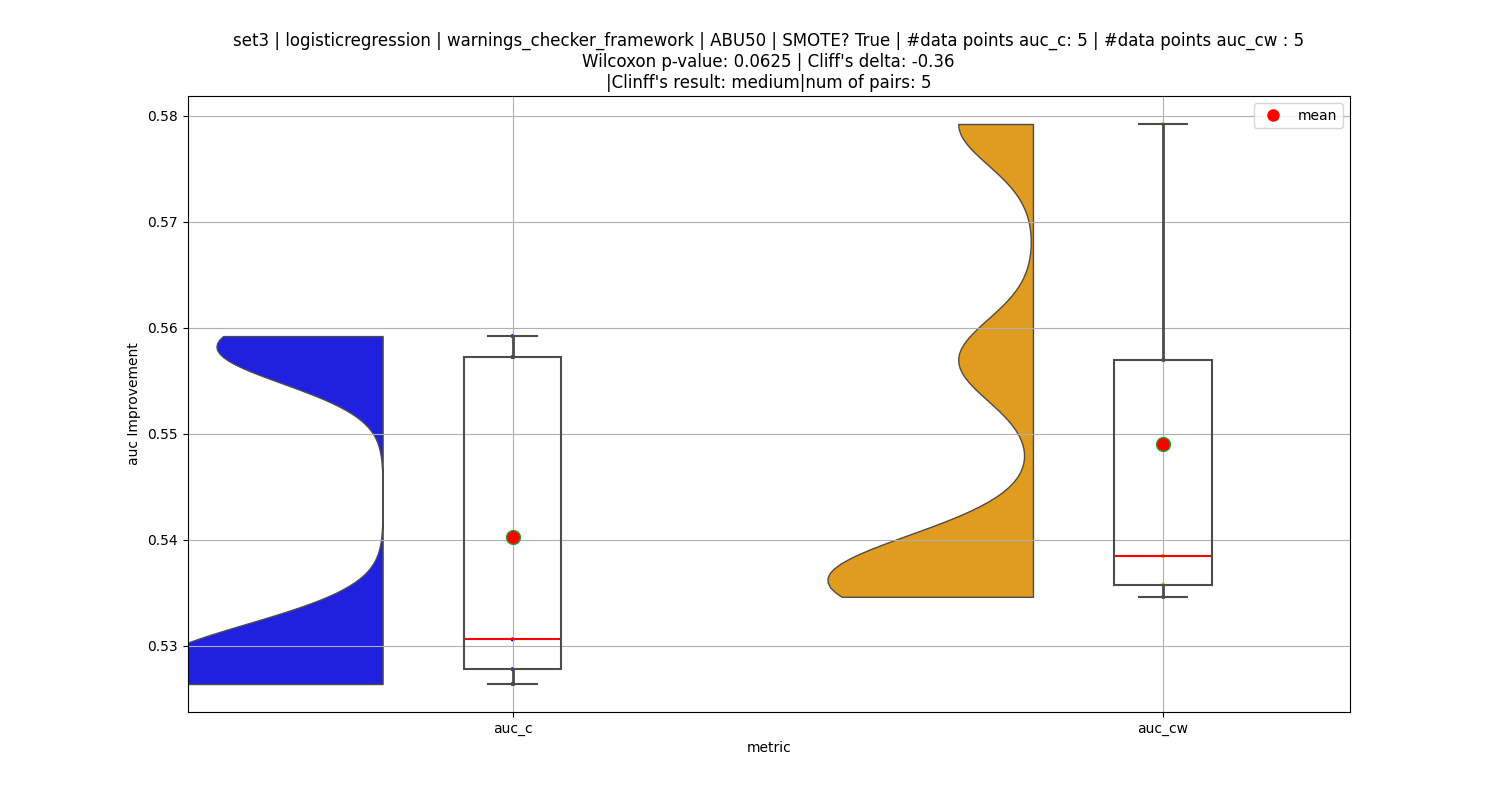 set3 | logisticregression | warnings_checker_framework | ABU50 | SMOTE? True | #data points auc_c: 5 | #data points auc_cw : 5
Wilcoxon p-value: 0.0625 | Cliff's delta: -0.36
|Clinff's result: medium|num of pairs: 5
mean
0.58
0.57
0.56
0.55
0.54
0.53
auc Improvement
auc_c
auc_cw
metric